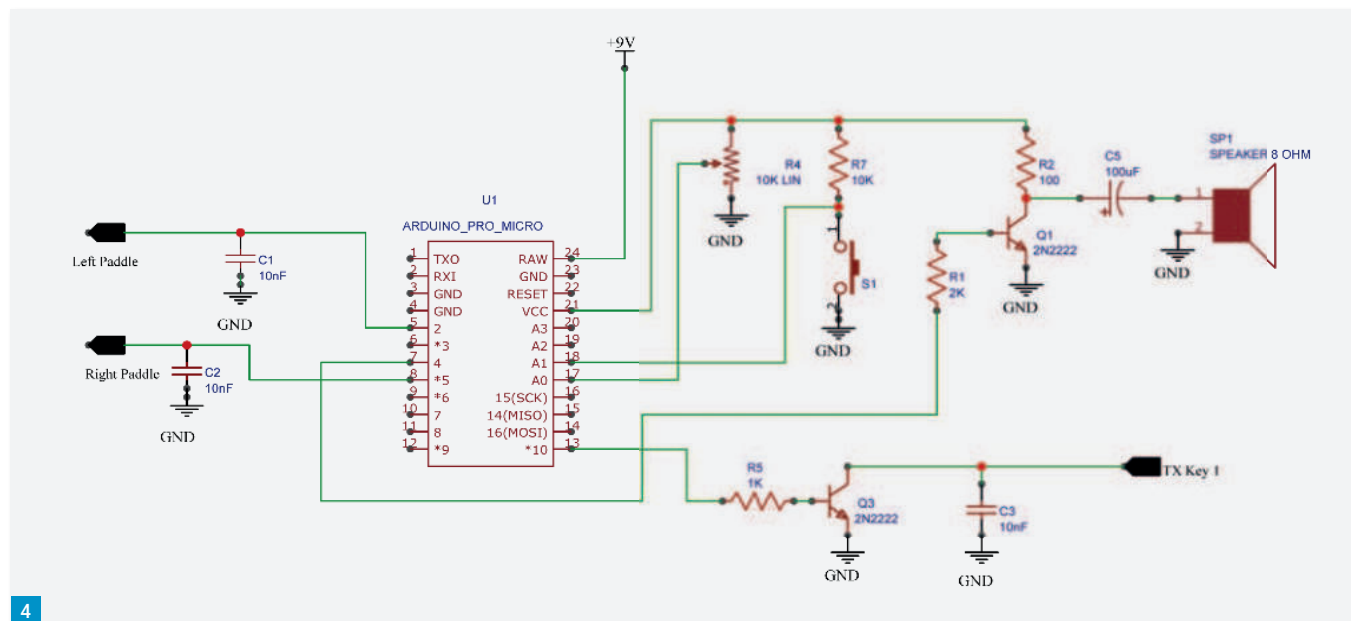 +9V
SP1
SPEAKER 8 OHM
C5
100uF
R4
10K LIN
R7
10K
R2
100
1
2
GND
1
S1
2
GND
Q1
2N2222
GND
GND
R1
2K
U1
ARDUINO_PRO_MICRO
Left Paddle
C1
10nF
GND
Right Paddle
C2
10nF
GND
1 TXO RAW 24
2 RXI GND 23
3 GND RESET 22
4 GND VCC 21
5 2 A3 20
6 *3 A2 19
7 4 A1 18
8 *5 A0 17
9 *6 15(SCK) 16
10 7 14(MISO) 15
11 8 16(MOSI) 14
12 *9 *10 13
R5
1K
Q3
2N2222
GND
TX Key 1
C3
10nF
GND
4